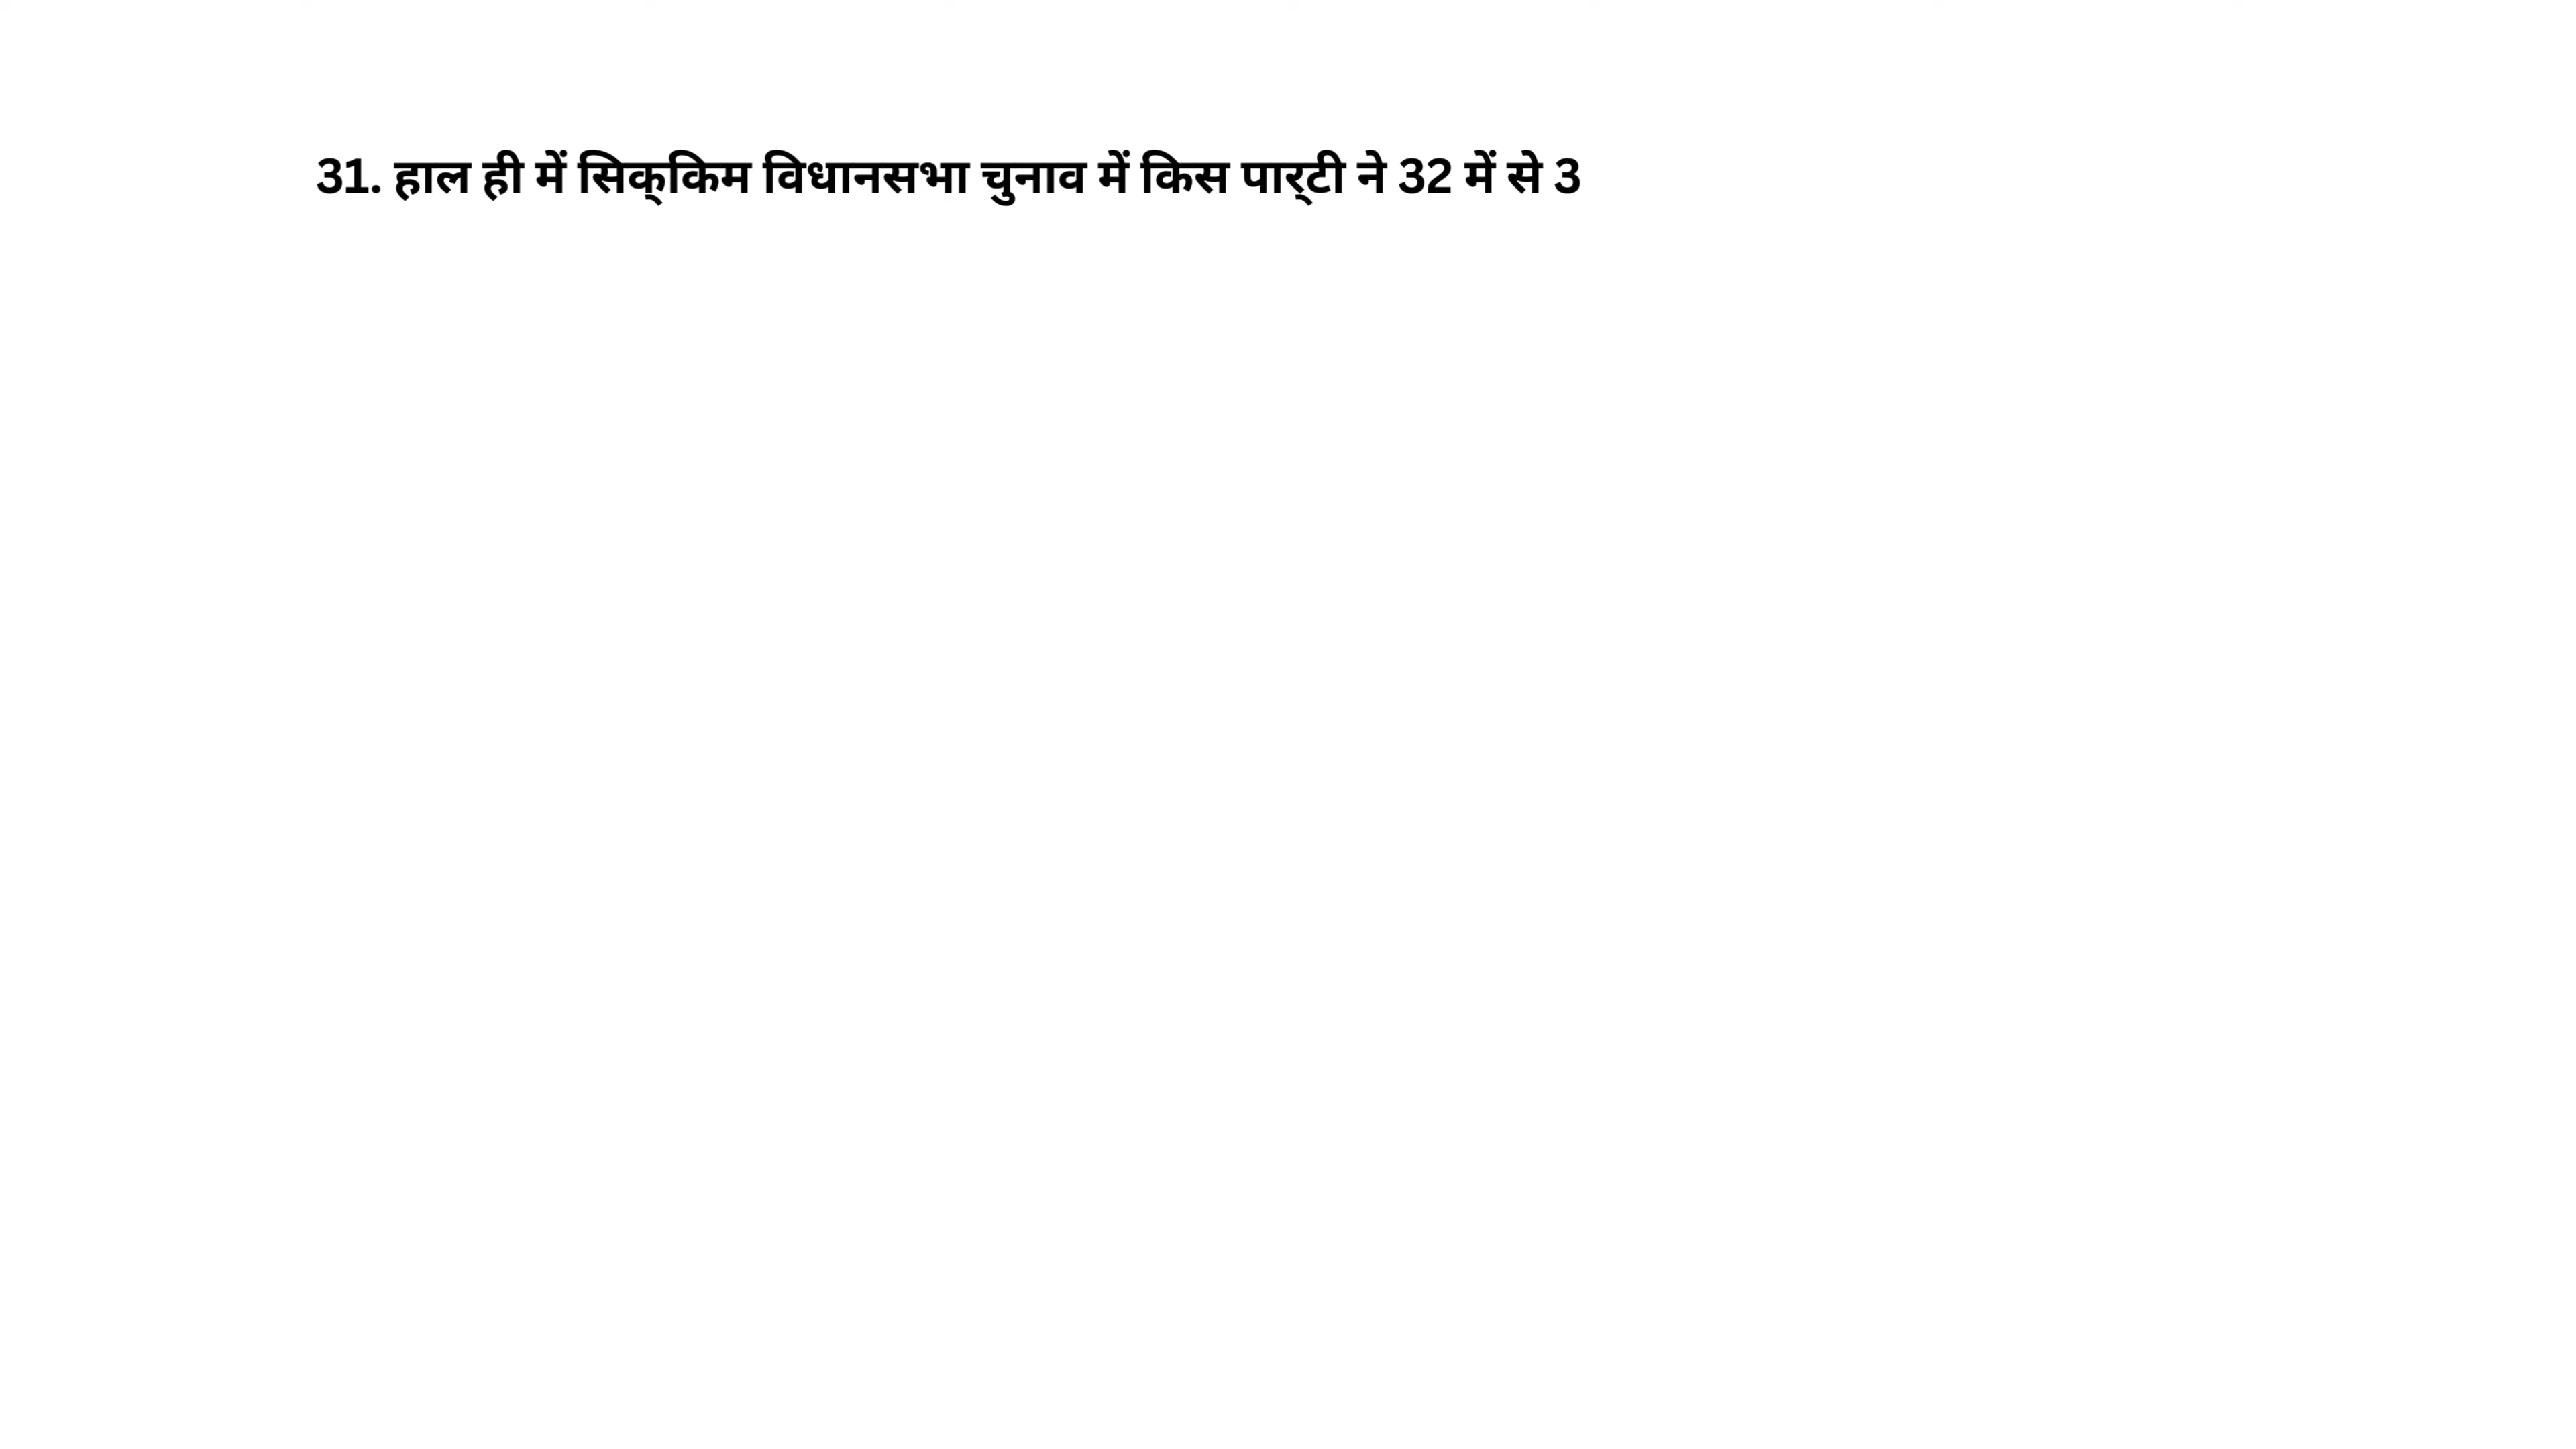 31. हाल ही में सिक्किम विधानसभा चुनाव में किस पार्टी ने 32 में से 3